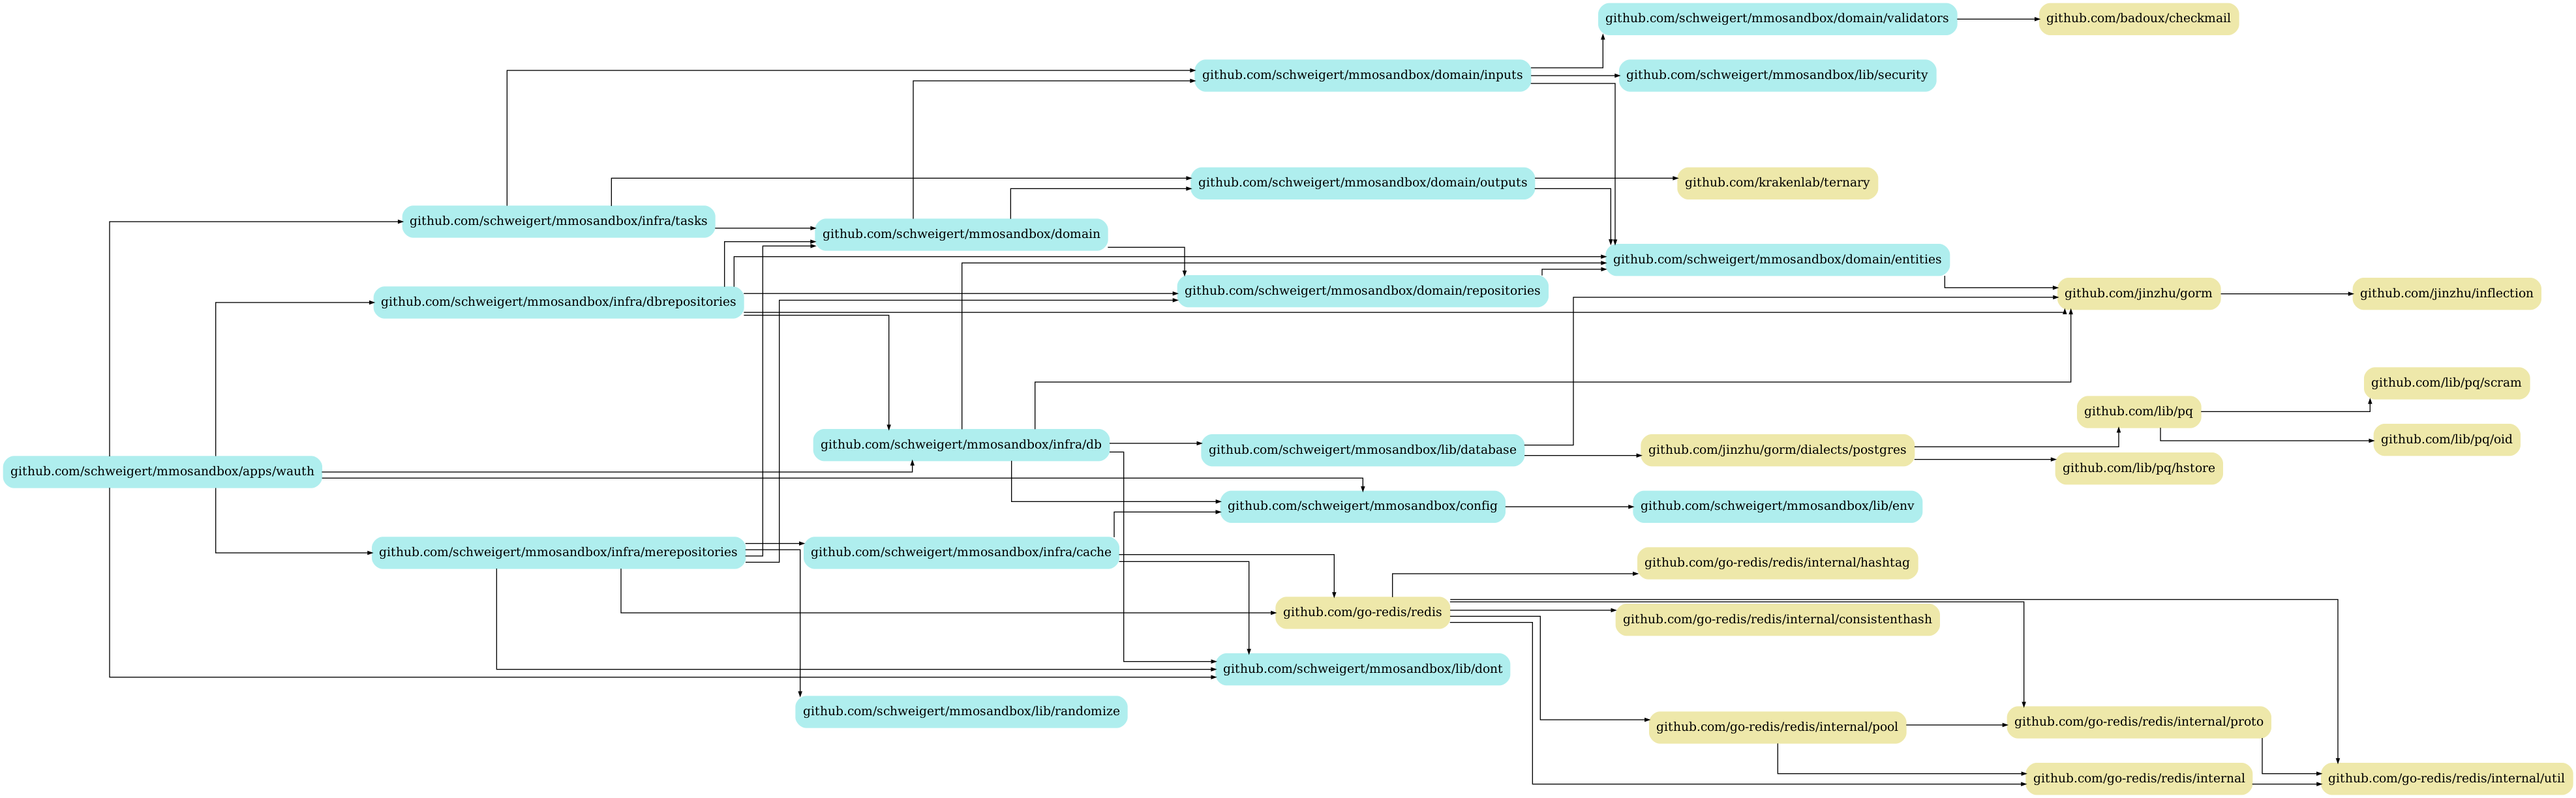 github.com/schweigert/mmosandbox/domain/validators
github.com/badoux/checkmail
github.com/schweigert/mmosandbox/domain/inputs
github.com/schweigert/mmosandbox/lib/security
github.com/schweigert/mmosandbox/domain/outputs
github.com/krakenlab/ternary
github.com/schweigert/mmosandbox/infra/tasks
github.com/schweigert/mmosandbox/domain
github.com/schweigert/mmosandbox/domain/entities
github.com/schweigert/mmosandbox/infra/dbrepositories
github.com/schweigert/mmosandbox/domain/repositories
github.com/jinzhu/gorm
github.com/jinzhu/inflection
github.com/lib/pq/scram
github.com/lib/pq
github.com/schweigert/mmosandbox/infra/db
github.com/schweigert/mmosandbox/lib/database
github.com/jinzhu/gorm/dialects/postgres
github.com/lib/pq/oid
github.com/lib/pq/hstore
github.com/schweigert/mmosandbox/apps/wauth
github.com/schweigert/mmosandbox/config
github.com/schweigert/mmosandbox/lib/env
github.com/schweigert/mmosandbox/infra/merepositories
github.com/schweigert/mmosandbox/infra/cache
github.com/go-redis/redis/internal/hashtag
github.com/go-redis/redis
github.com/go-redis/redis/internal/consistenthash
github.com/schweigert/mmosandbox/lib/dont
github.com/schweigert/mmosandbox/lib/randomize
github.com/go-redis/redis/internal/pool
github.com/go-redis/redis/internal/proto
github.com/go-redis/redis/internal
github.com/go-redis/redis/internal/util